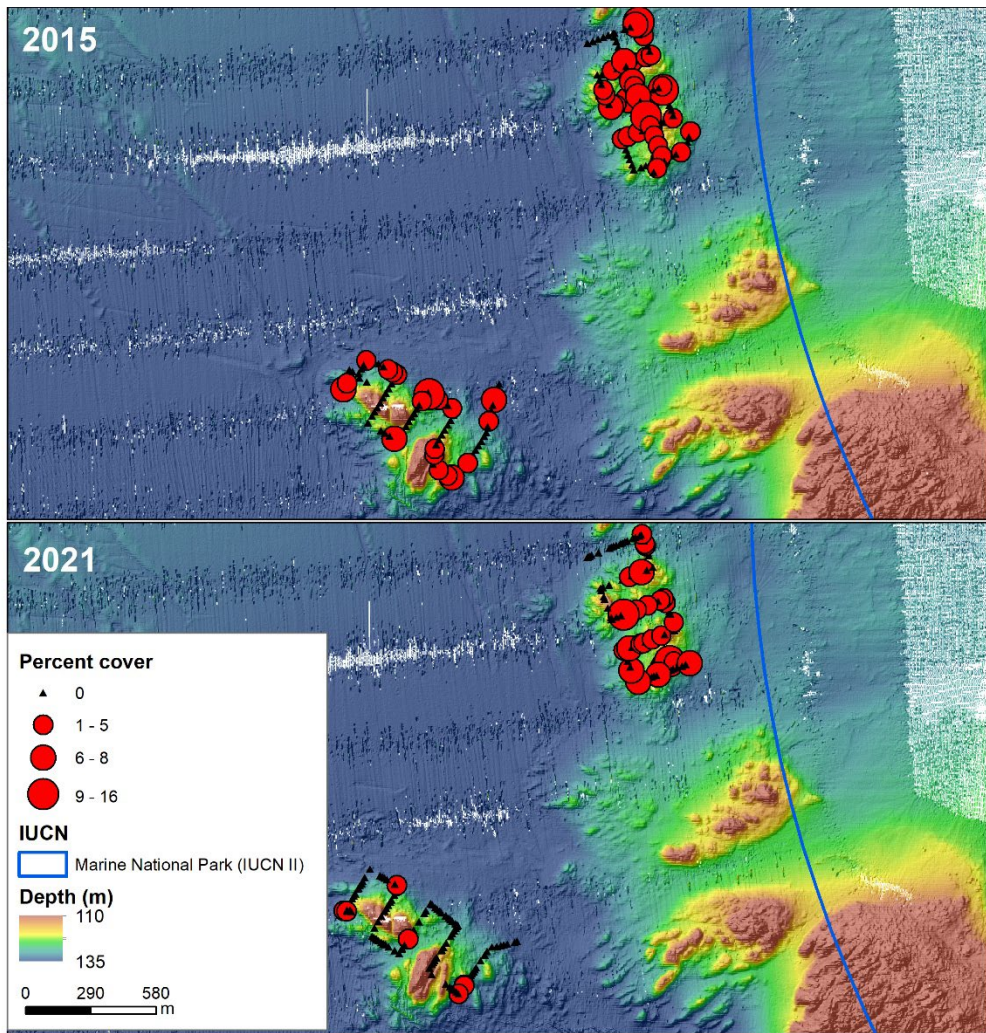 2015
2021
Percent cover
0
1 - 5
6 - 8
9 - 16
IUCN
Marine National Park (IUCN II)
Depth (m)
110
135
0 290 580
m